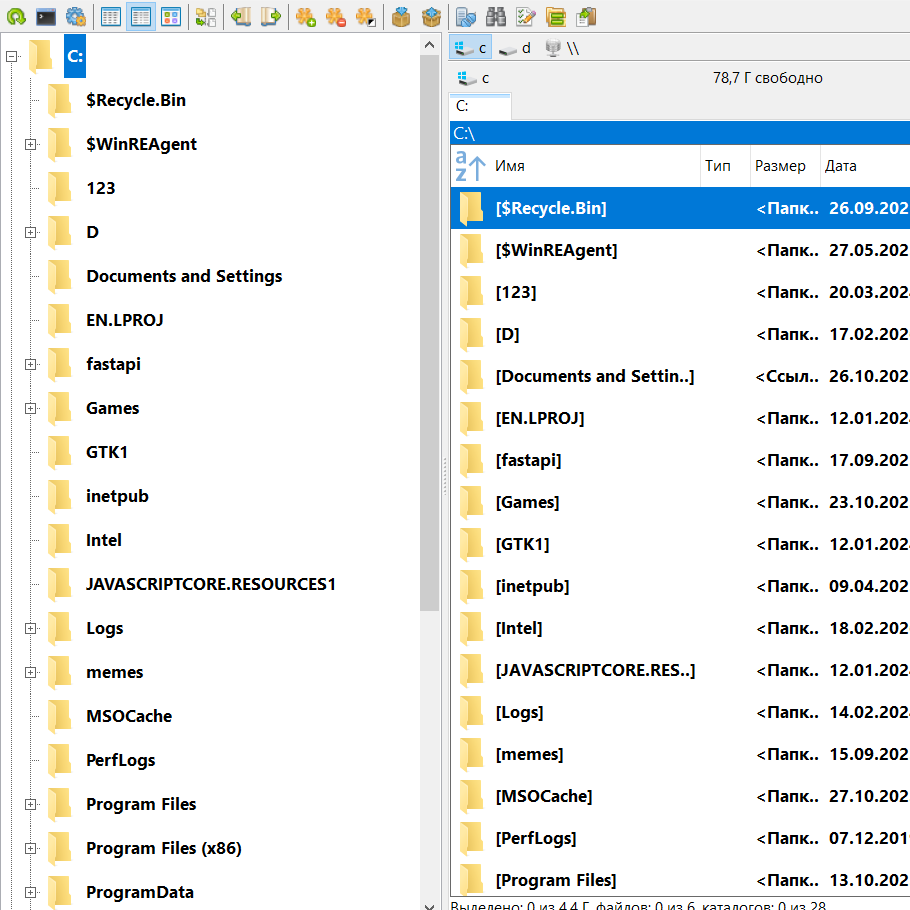 C:
$Recycle.Bin
$WinREAgent
123
D
Documents and Settings
EN.LPROJ
fastapi
Games
GTK1
inetpub
Intel
JAVASCRIPTCORE.RESOURCES1
Logs
memes
MSOCache
PerfLogs
Program Files
Program Files (x86)
ProgramData
c d \\
c 78,7 Г свободно
C:
C:\
Имя Тип Размер Дата
[$Recycle.Bin] <Папк.. 26.09.202
[$WinREAgent] <Папк.. 27.05.202
[123] <Папк.. 20.03.202
[D] <Папк.. 17.02.202
[Documents and Settin..] <Ссыл.. 26.10.202
[EN.LPROJ] <Папк.. 12.01.202
[fastapi] <Папк.. 17.09.202
[Games] <Папк.. 23.10.202
[GTK1] <Папк.. 12.01.202
[inetpub] <Папк.. 09.04.202
[Intel] <Папк.. 18.02.202
[JAVASCRIPTCORE.RES..] <Папк.. 12.01.202
[Logs] <Папк.. 14.02.202
[memes] <Папк.. 15.09.202
[MSOCache] <Папк.. 27.10.202
[PerfLogs] <Папк.. 07.12.201
[Program Files] <Папк.. 13.10.202
Выделено: 0 из 4,4 Г, файлов: 0 из 6, каталогов: 0 из 28